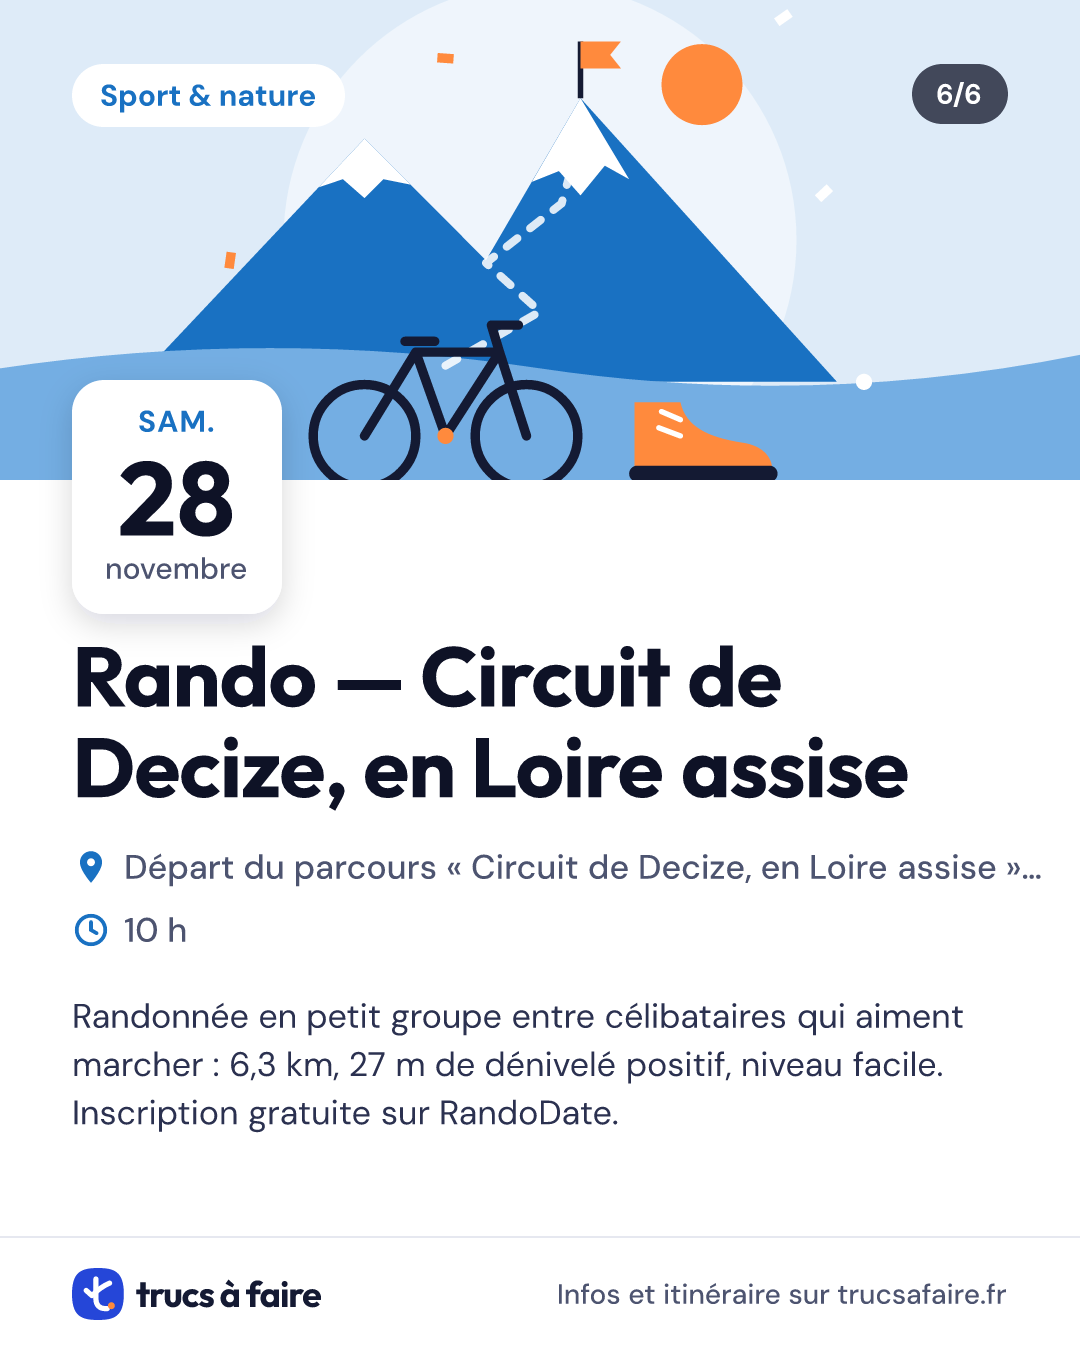 Sport & nature
6/6
SAM.
28
novembre
Rando — Circuit de
Decize, en Loire assise
Départ du parcours « Circuit de Decize, en Loire assise »...
10 h
Randonnée en petit groupe entre célibataires qui aiment
marcher : 6,3 km, 27 m de dénivelé positif, niveau facile.
Inscription gratuite sur RandoDate.
trucs à faire
Infos et itinéraire sur trucsafaire.fr